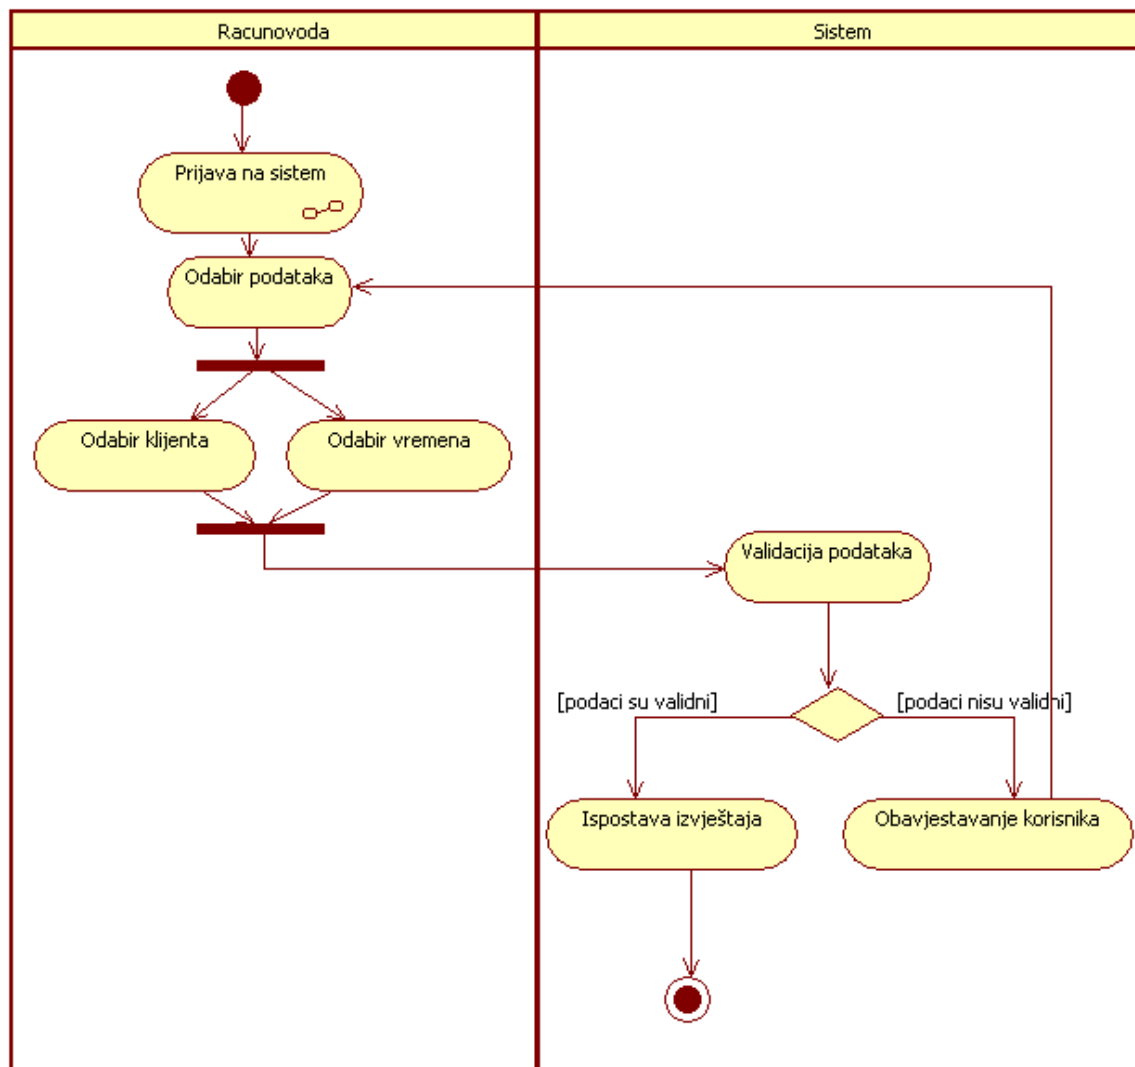 Racunovoda
Sistem
Prijava na sistem
Odabir podataka
Odabir klijenta
Odabir vremena
Validacija podataka
[podaci su validni]
[podaci nisu validni]
Ispostava izvještaja
Obavjestavanje korisnika